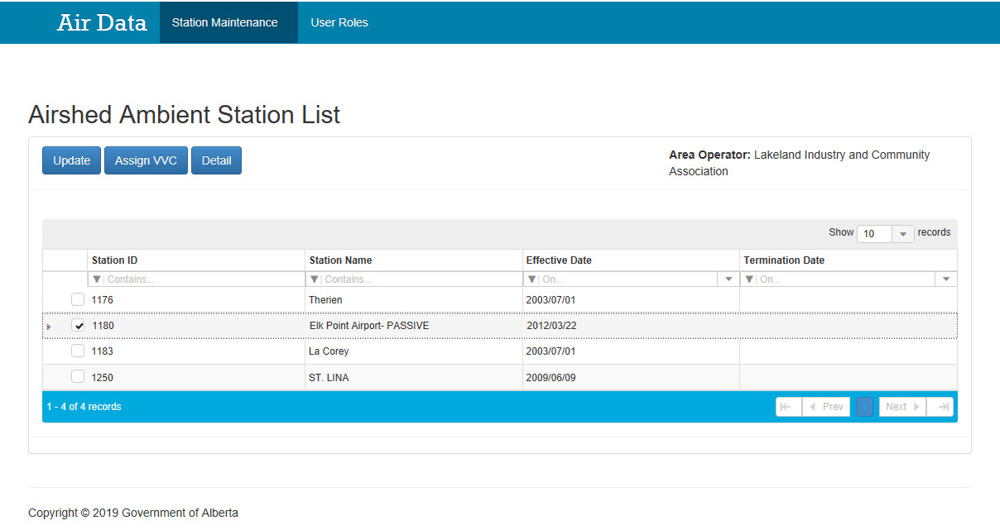 Air Data Station Maintenance User Roles
Airshed Ambient Station List
Update Assign VVC Detail
Area Operator: Lakeland Industry and Community
Association
Show 10 records
Station ID Station Name Effective Date Termination Date
Contains... Contains... On... On...
1176 Therien 2003/07/01
1180 Elk Point Airport- PASSIVE 2012/03/22
1183 La Corey 2003/07/01
1250 ST. LINA 2009/06/09
1 - 4 of 4 records Prev 1 Next
Copyright © 2019 Government of Alberta